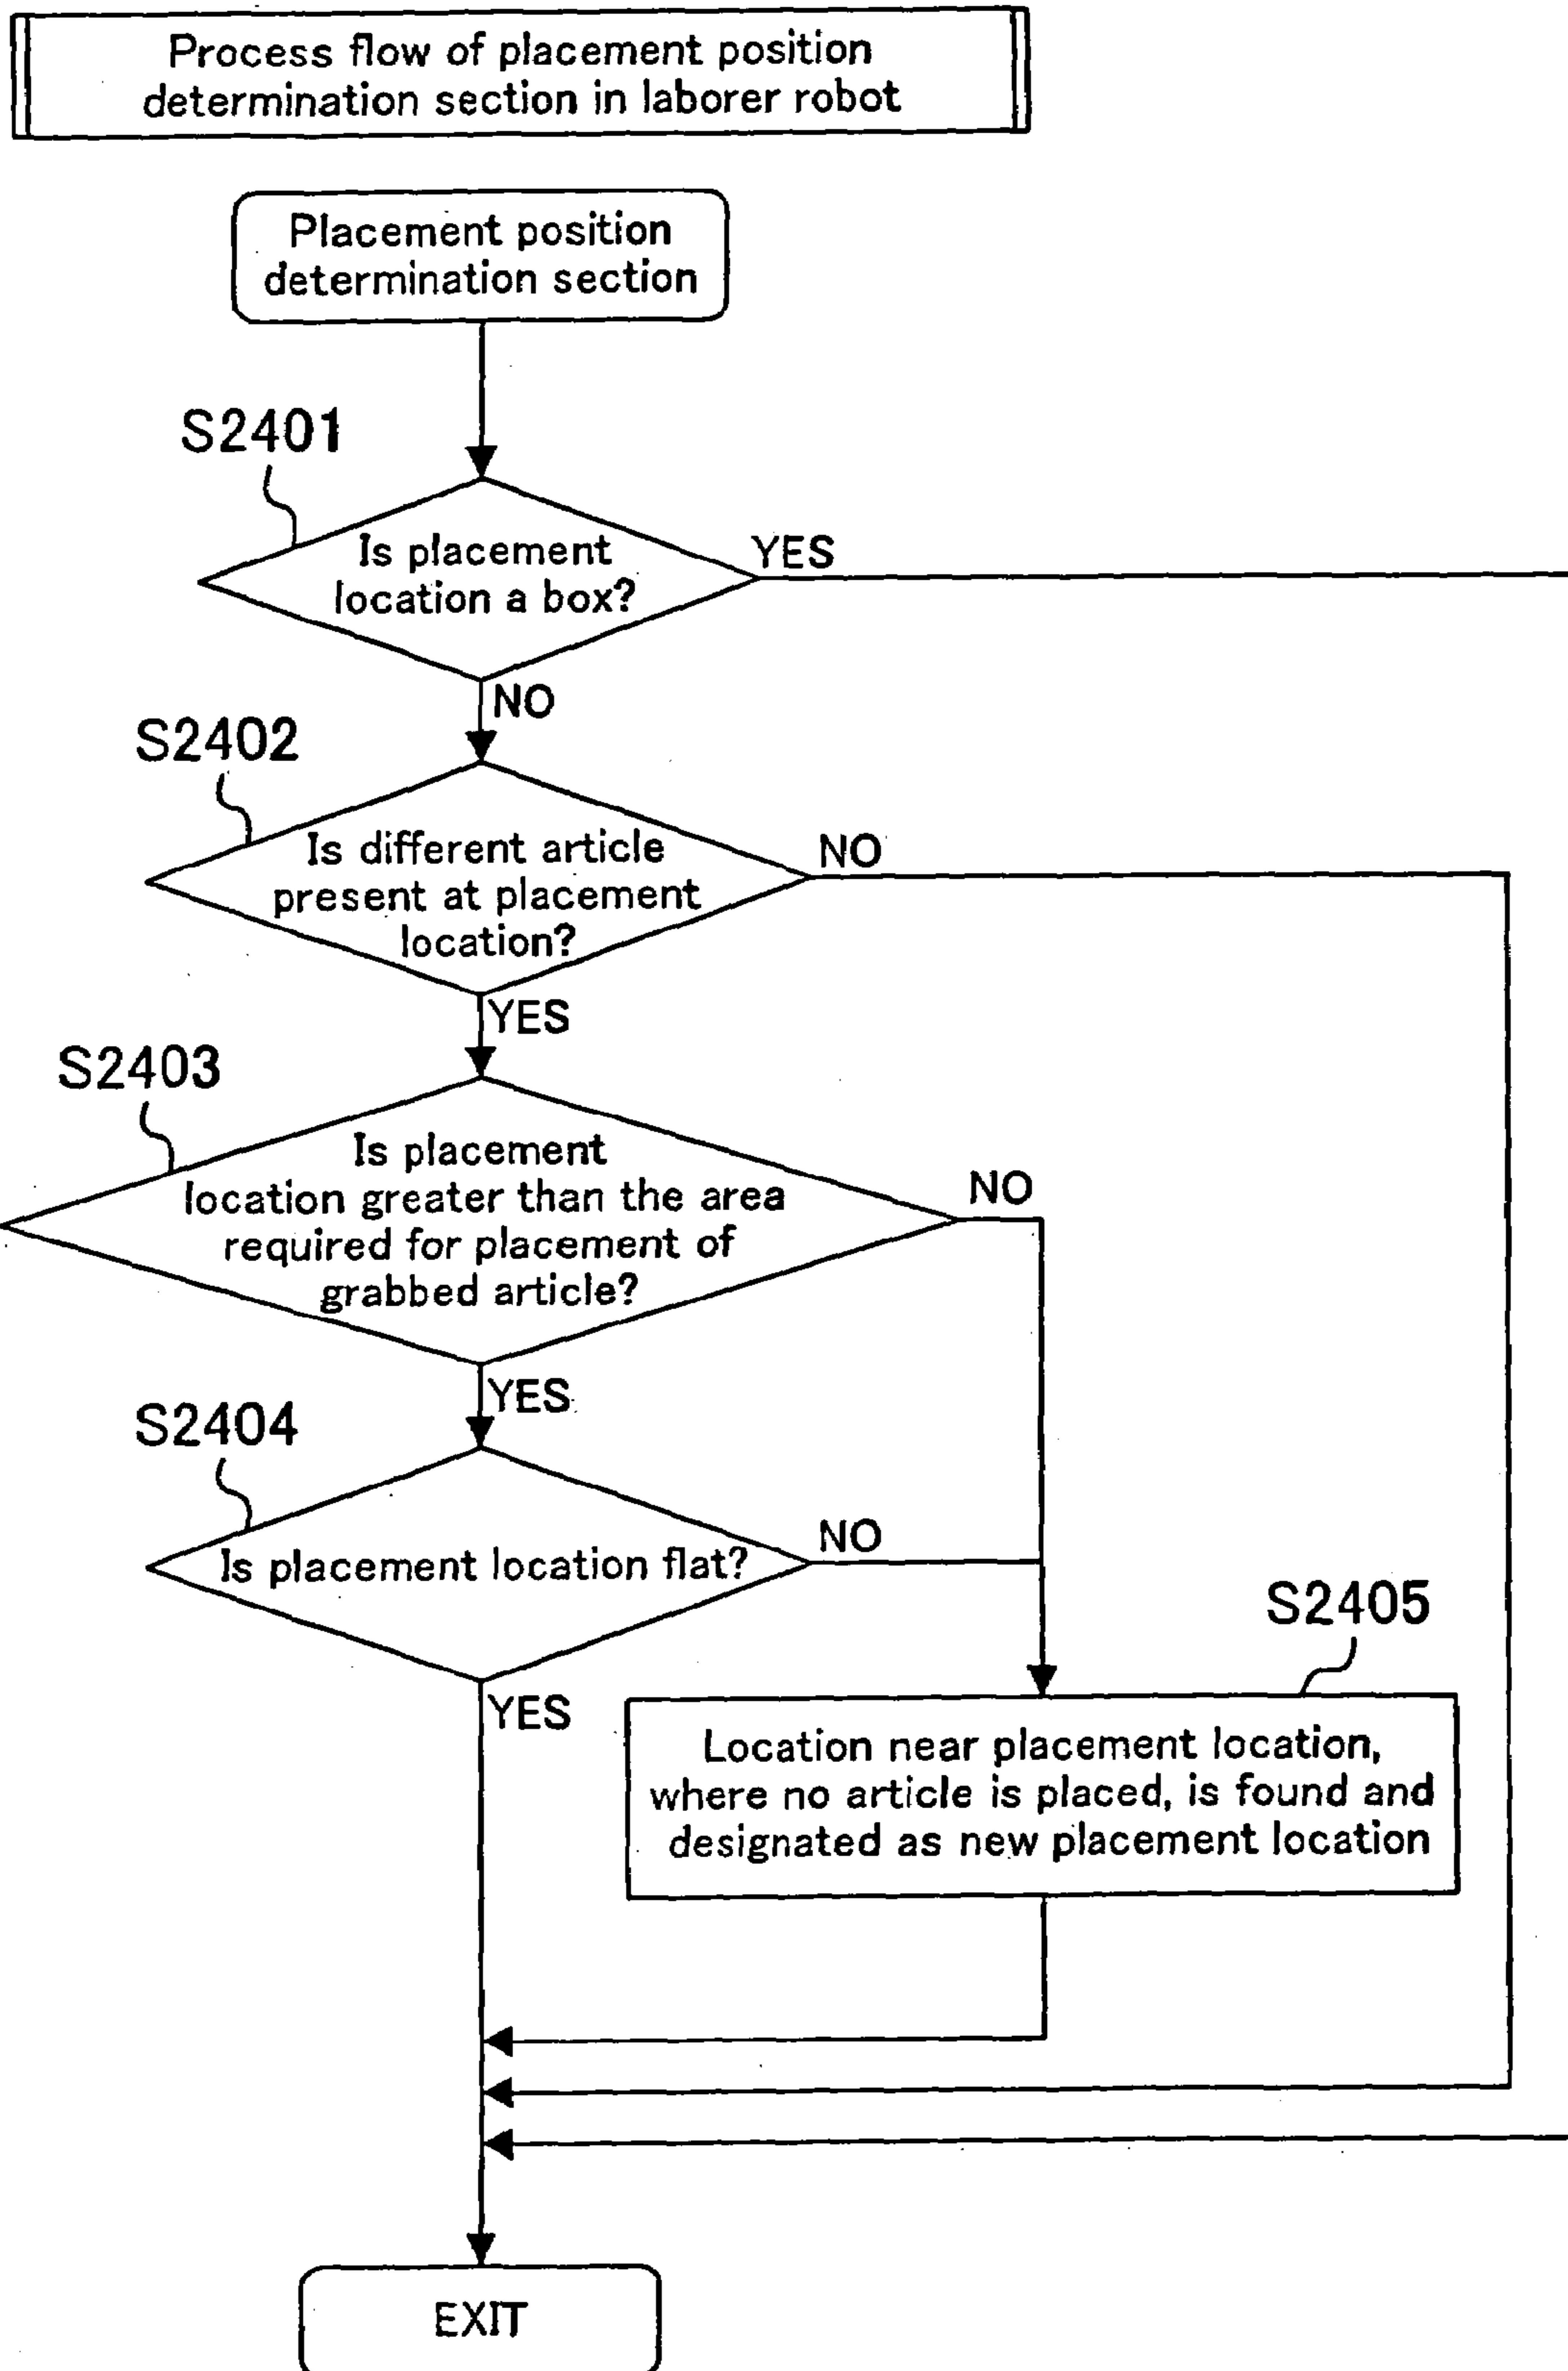 Process flow of placement position
determination section in laborer robot
Placement position
determination section
S2401
Is placement
location a box?
YES
NO
S2402
Is different article
present at placement
location?
NO
YES
S2403
Is placement
location greater than the area
required for placement of
grabbed article?
NO
YES
S2404
Is placement location flat?
NO
YES
S2405
Location near placement location,
where no article is placed, is found and
designated as new placement location
EXIT